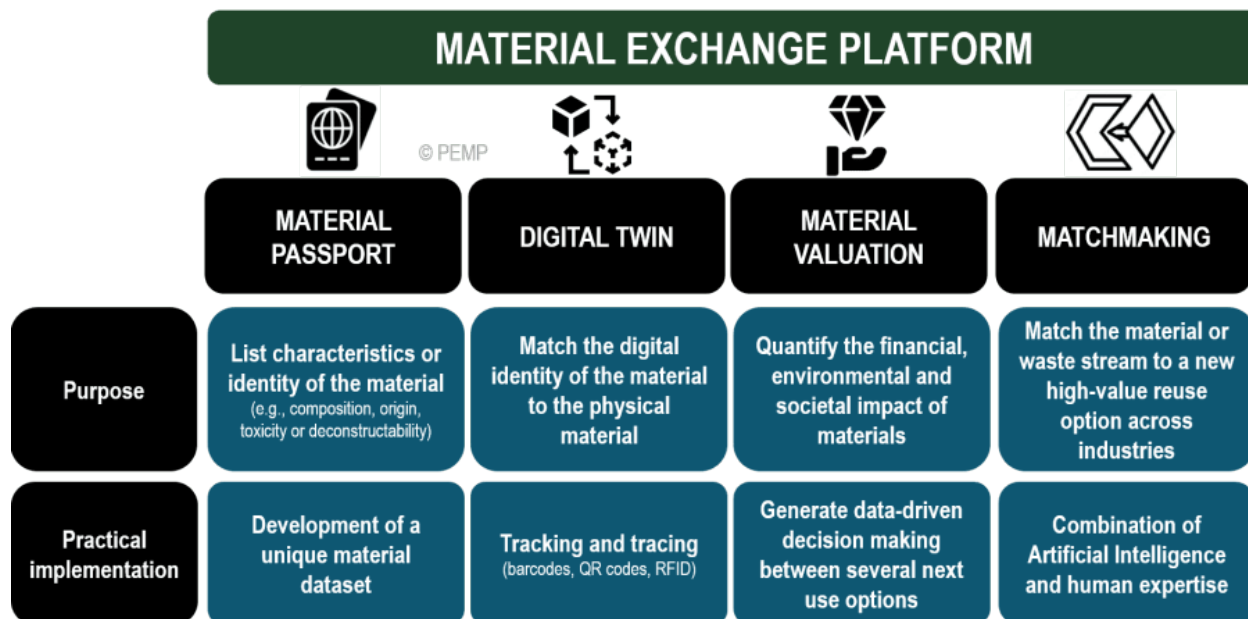 MATERIAL EXCHANGE PLATFORM
© PEMP
MATERIAL
PASSPORT
DIGITAL TWIN
MATERIAL
VALUATION
MATCHMAKING
Purpose
List characteristics or
identity of the material
(e.g., composition, origin,
toxicity or deconstructability)
Match the digital
identity of the material
to the physical
material
Quantify the financial,
environmental and
societal impact of
materials
Match the material or
waste stream to a new
high-value reuse
option across
industries
Practical
implementation
Development of a
unique material
dataset
Tracking and tracing
(barcodes, QR codes, RFID)
Generate data-driven
decision making
between several next
use options
Combination of
Artificial Intelligence
and human expertise